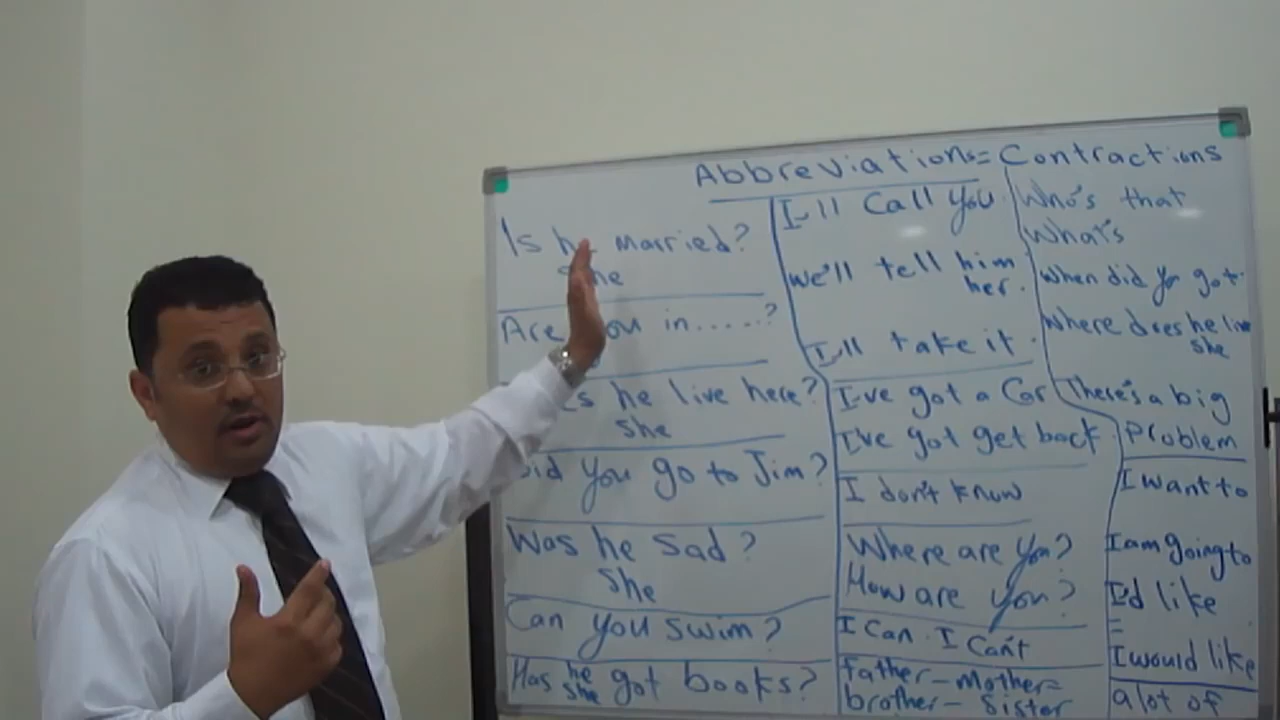 Abbreviations = Contractions
Is he married?
she
Are you in......?
he live here?
she
Did you go to Jim?
Was he sad?
she
Can you swim?
Has he got books?
she
I'll Call you
we'll tell him
her.
I'll take it.
I've got a Car
I've got get back.
I don't know
Where are you?
How are you?
I Can. I Can't
father - Mother =
brother - Sister
Who's that
What's
When did you got.
Where does he live
she
There's a big
Problem
I want to
I am going to
I'd like
=
I would like
a lot of